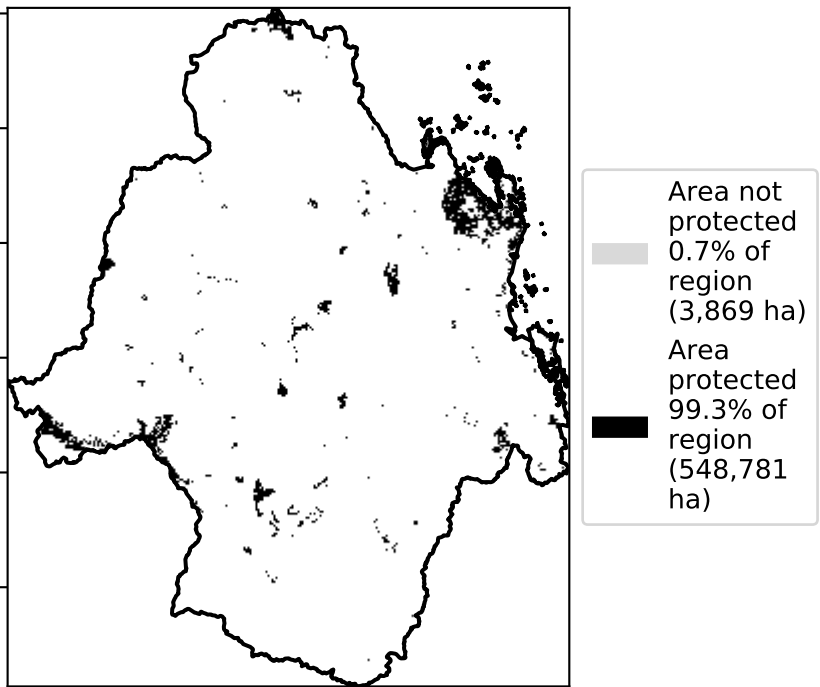 Area not
protected
0.7% of
region
(3,869 ha)
Area
protected
99.3% of
region
(548,781
ha)